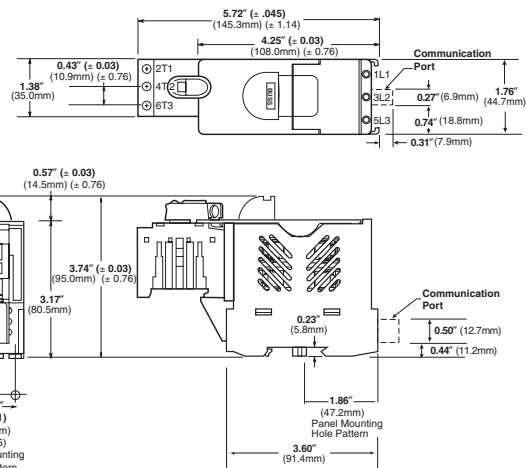 5.72″ (± .045)
(145.3mm) (± 1.14)
4.25″ (± 0.03)
(108.0mm) (± 0.76)
Communication
Port
0.43″ (± 0.03)
(10.9mm) (± 0.76)
1.38″
(35.0mm)
2T1
4T2
6T3
BUSS
1L1
3L2
5L3
0.27″ (6.9mm)
0.74″ (18.8mm)
1.76″
(44.7mm)
0.31″ (7.9mm)
0.57″ (± 0.03)
(14.5mm) (± 0.76)
3.74″ (± 0.03)
(95.0mm) (± 0.76)
3.17″
(80.5mm)
0.23″
(5.8mm)
Communication
Port
0.50″ (12.7mm)
0.44″ (11.2mm)
1.86″
(47.2mm)
Panel Mounting
Hole Pattern
3.60″
(91.4mm)